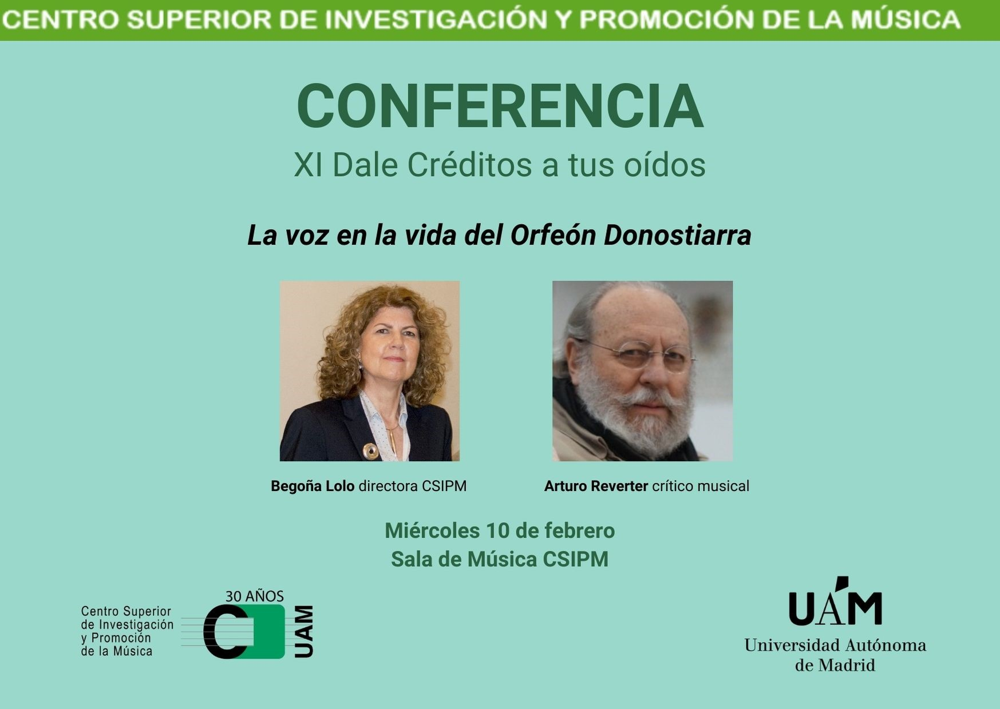 CENTRO SUPERIOR DE INVESTIGACIÓN Y PROMOCIÓN DE LA MÚSICA
CONFERENCIA
XI Dale Créditos a tus oídos
La voz en la vida del Orfeón Donostiarra
Begoña Lolo directora CSIPM
Arturo Reverter crítico musical
Miércoles 10 de febrero
Sala de Música CSIPM
Centro Superior
de Investigación
y Promoción
de la Música
30 AÑOS
C
UAM
UAM
Universidad Autónoma
de Madrid